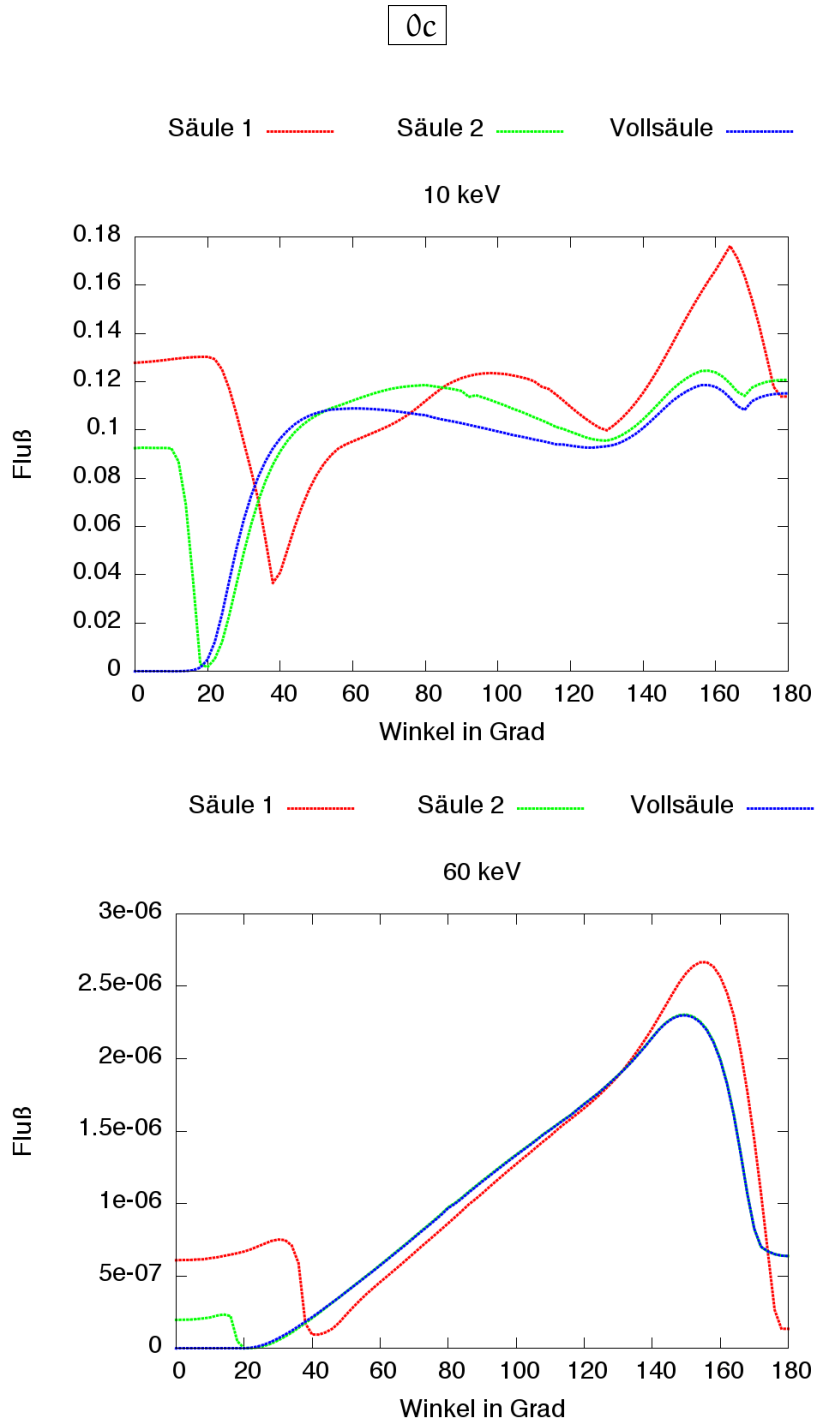 0c
Säule 1 Säule 2 Vollsäule
10 keV
0.18
0.16
0.14
0.12
0.1
0.08
0.06
0.04
0.02
0
Fluß
0 20 40 60 80 100 120 140 160 180
Winkel in Grad
Säule 1 Säule 2 Vollsäule
60 keV
3e-06
2.5e-06
2e-06
1.5e-06
1e-06
5e-07
0
Fluß
0 20 40 60 80 100 120 140 160 180
Winkel in Grad